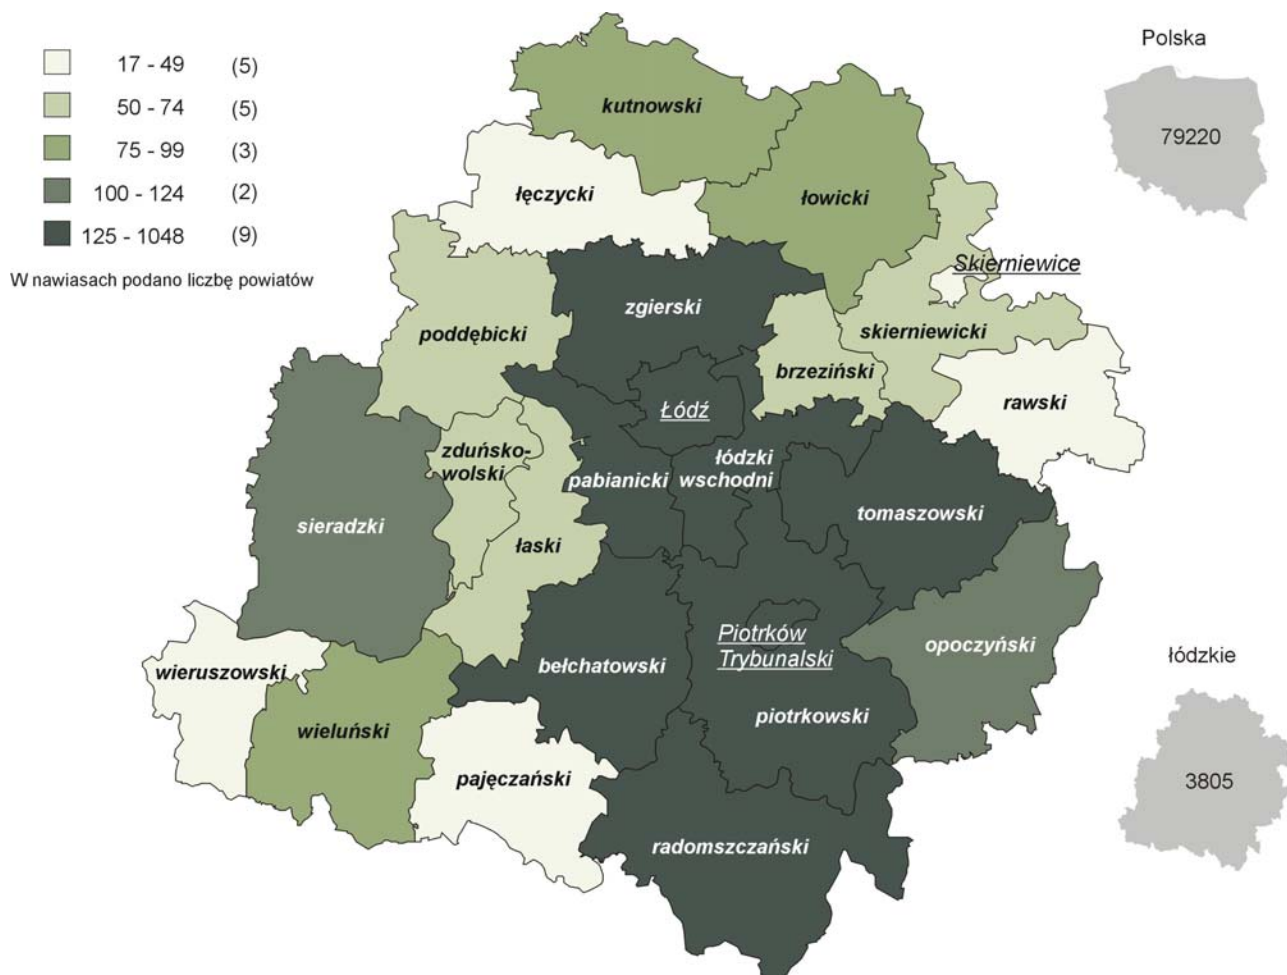 17 - 49 (5)
50 - 74 (5)
75 - 99 (3)
100 - 124 (2)
125 - 1048 (9)
W nawiasach podano liczbę powiatów
Polska
79220
kutnowski
łęczycki
łowicki
Skierniewice
zgierski
skierniewicki
poddębicki
brzeziński
rawski
Łódź
zduńsko-
wolski
pabianicki
łódzki
wschodni
tomaszowski
sieradzki
łaski
Piotrków
Trybunalski
opoczyński
wieruszowski
bełchatowski
łódzkie
piotrkowski
wieluński
pajęczański
3805
radomszczański